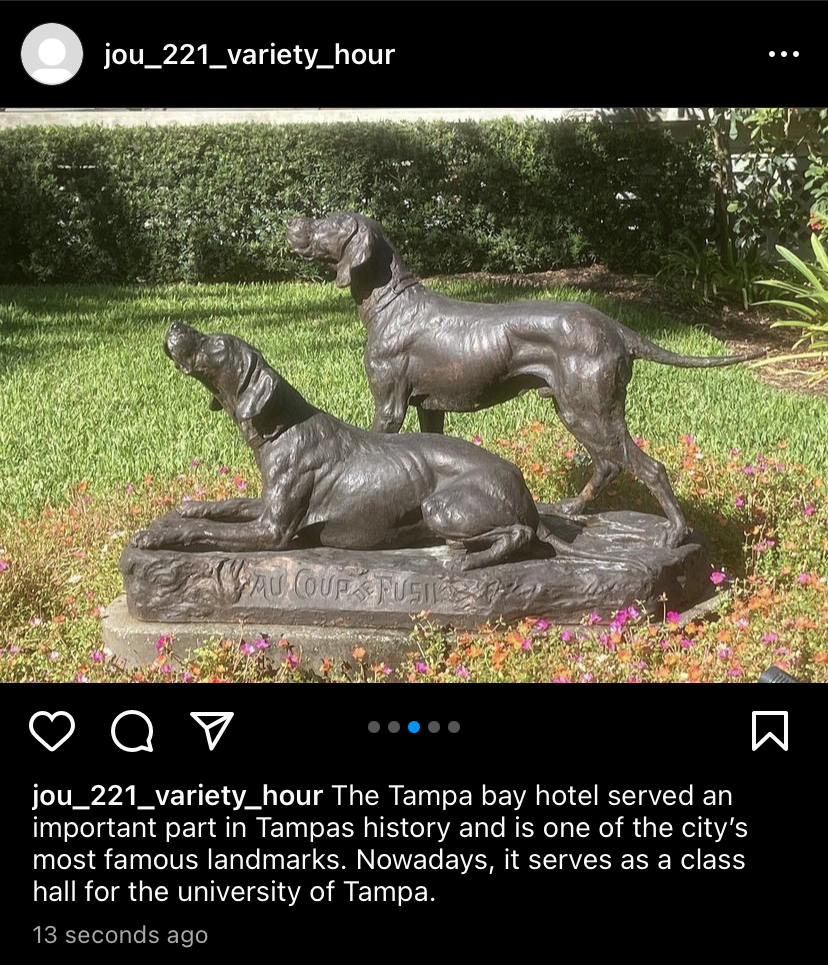 jou_221_variety_hour
AU COUP DE FUSIL
jou_221_variety_hour The Tampa bay hotel served an
important part in Tampas history and is one of the city’s
most famous landmarks. Nowadays, it serves as a class
hall for the university of Tampa.
13 seconds ago